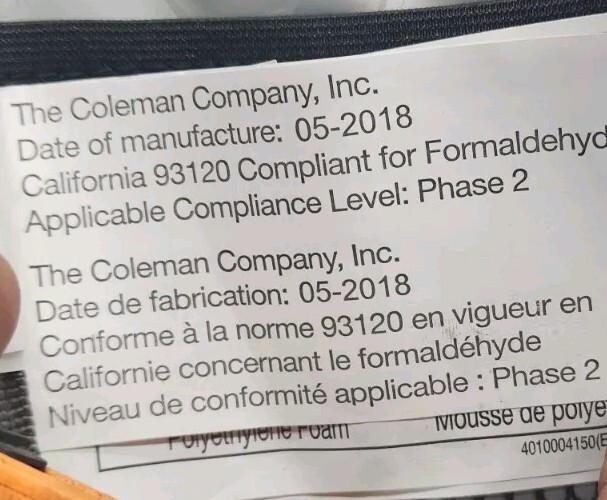 The Coleman Company, Inc.
Date of manufacture: 05-2018
California 93120 Compliant for Formaldehyd
Applicable Compliance Level: Phase 2
The Coleman Company, Inc.
Date de fabrication: 05-2018
Conforme à la norme 93120 en vigueur en
Californie concernant le formaldéhyde
Niveau de conformité applicable : Phase 2
Polyethylene Foam Mousse de polye
4010004150(E